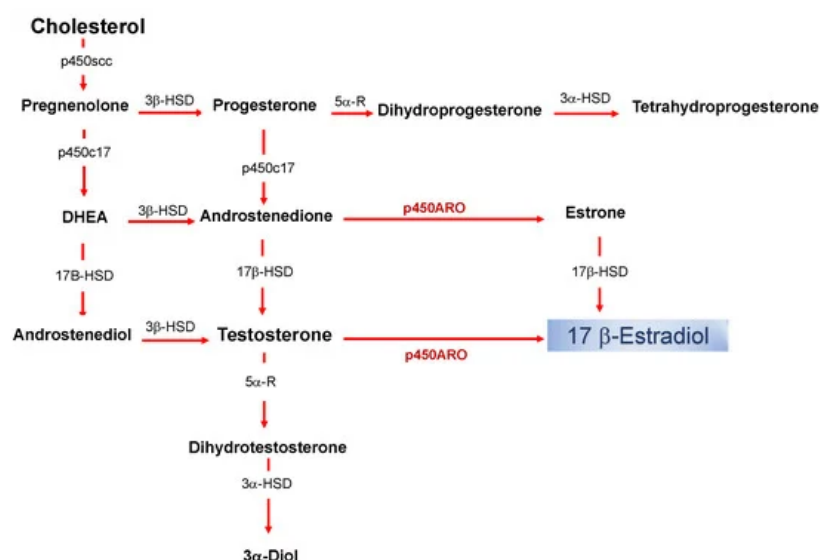 Cholesterol
p450scc
Pregnenolone
3β-HSD
Progesterone
5α-R
Dihydroprogesterone
3α-HSD
Tetrahydroprogesterone
p450c17
p450c17
DHEA
3β-HSD
Androstenedione
p450ARO
Estrone
17B-HSD
17β-HSD
17β-HSD
Androstenediol
3β-HSD
Testosterone
p450ARO
17 β-Estradiol
5α-R
Dihydrotestosterone
3α-HSD
3α-Diol